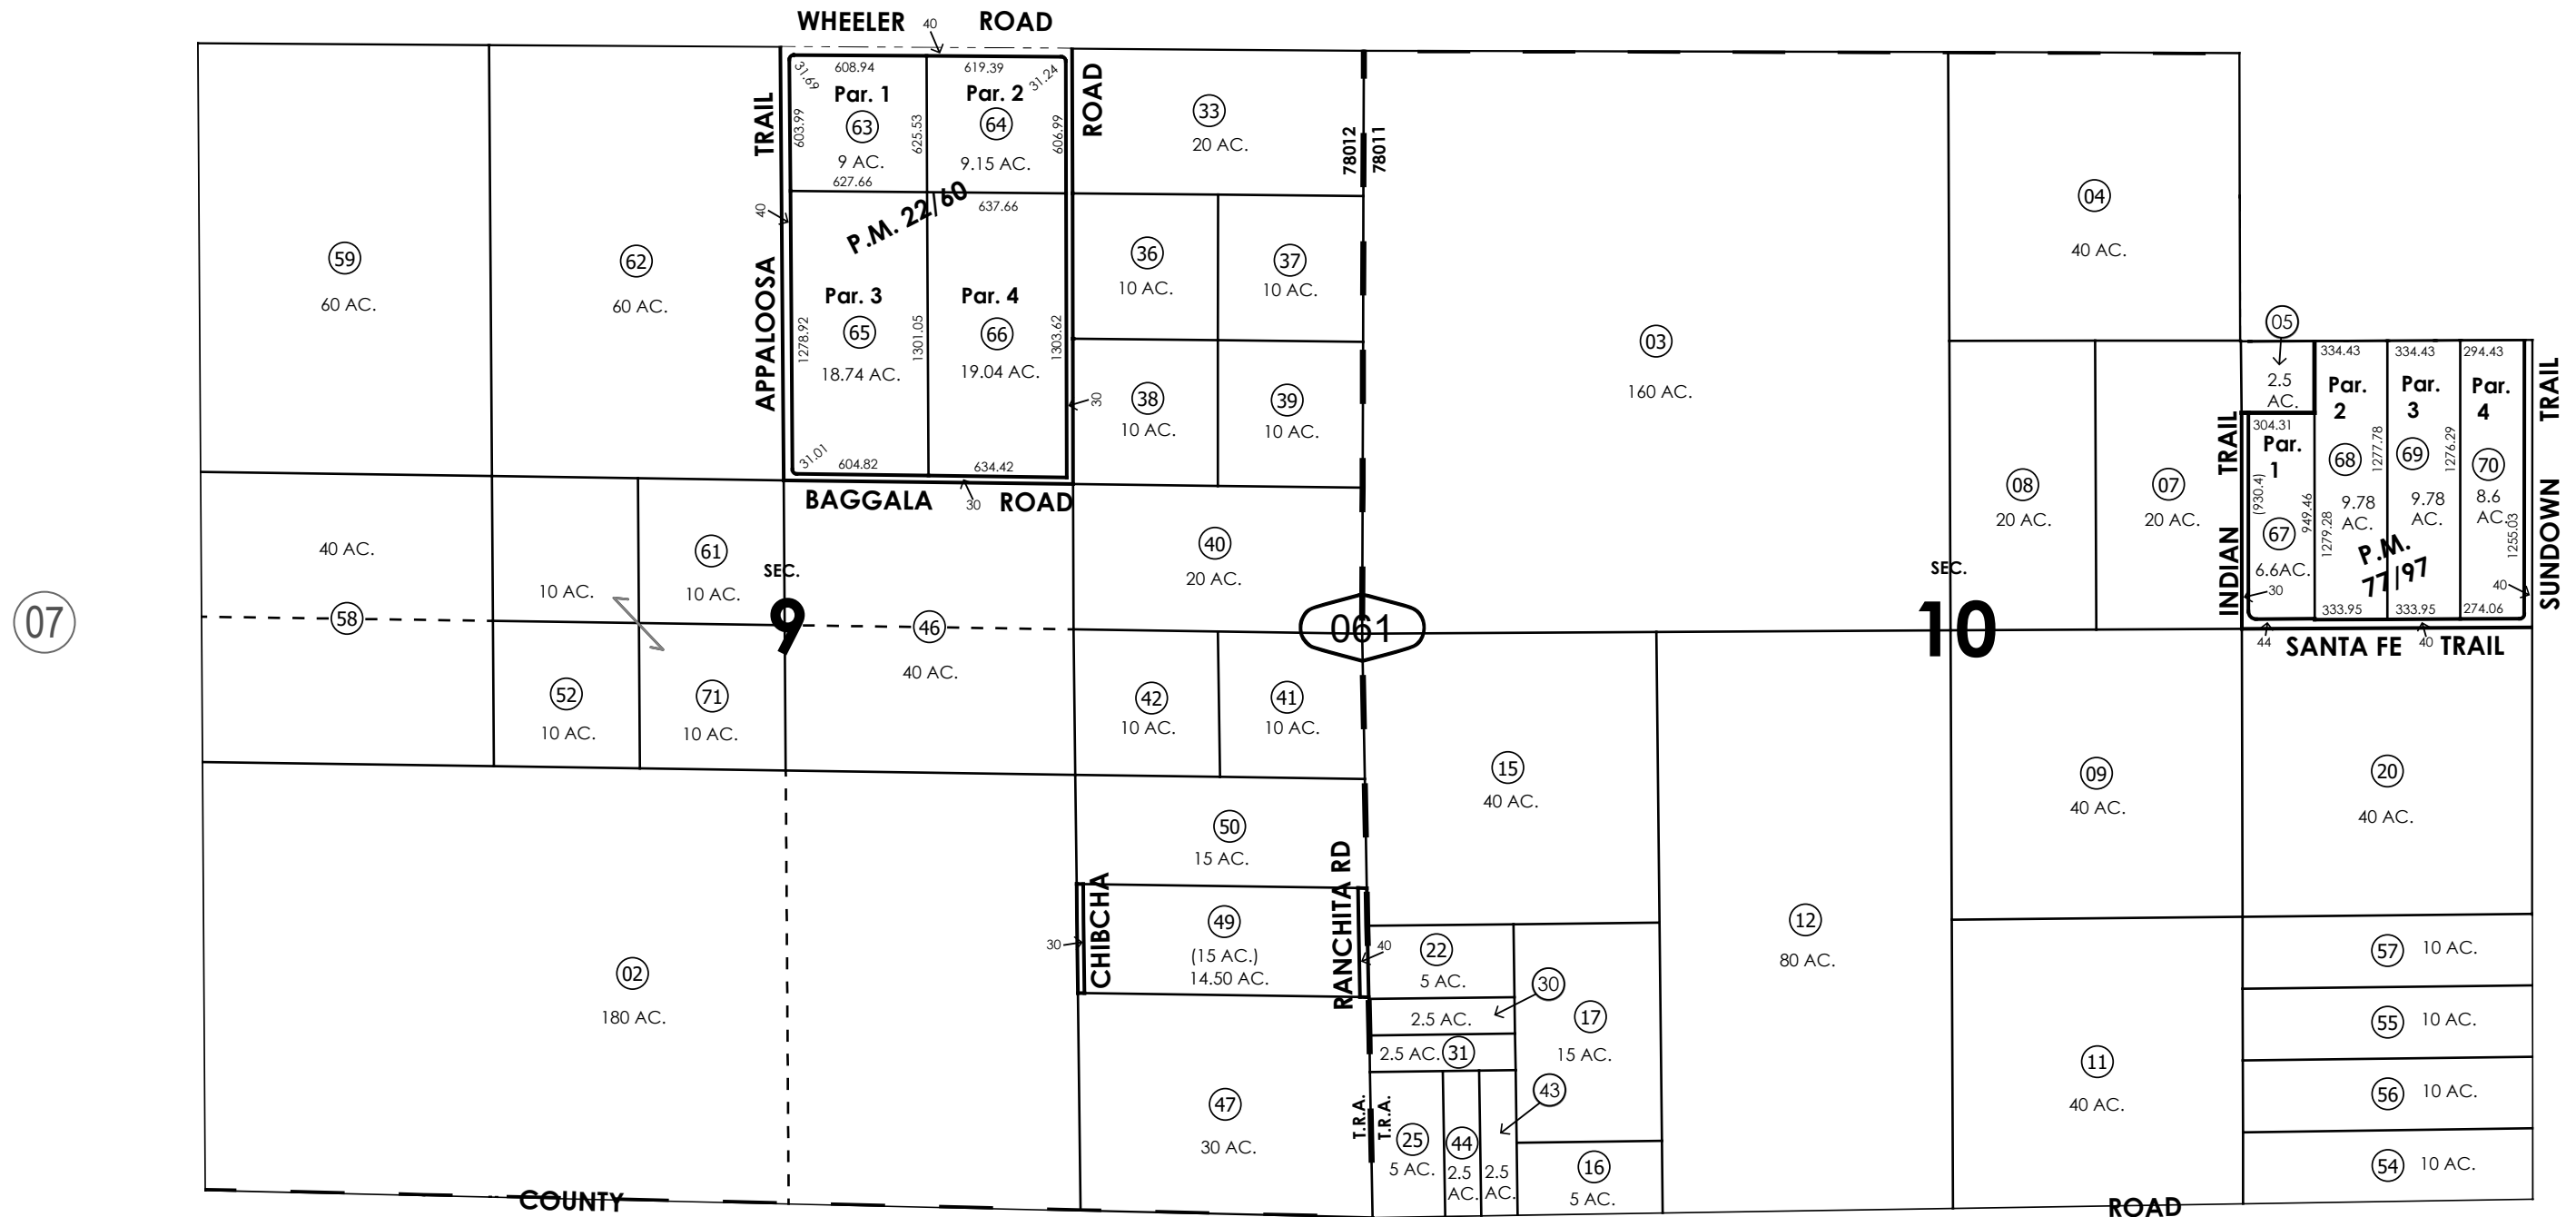 WHEELER ROAD
40
31.69
608.94
619.39
31.24
Par. 1
63
9 AC.
603.99
625.53
627.66
Par. 2
64
9.15 AC.
606.99
637.66
P.M. 22/60
Par. 3
65
18.74 AC.
1278.92
1301.05
Par. 4
66
19.04 AC.
1303.62
31.01
604.82
634.42
APPALOOSA TRAIL
40
ROAD
30
BAGGALA ROAD
30
59
60 AC.
62
60 AC.
33
20 AC.
36
10 AC.
37
10 AC.
38
10 AC.
39
10 AC.
78012
78011
03
160 AC.
04
40 AC.
08
20 AC.
07
20 AC.
05
2.5
AC.
INDIAN TRAIL
304.31
Par.
1
(930.4)
949.46
67
6.6AC.
30
334.43
Par.
2
68
9.78
AC.
1279.28
1277.78
333.95
334.43
Par.
3
69
9.78
AC.
1276.29
333.95
294.43
Par.
4
70
8.6
AC.
1255.03
40
274.06
P.M.
77/97
SUNDOWN TRAIL
44
SANTA FE TRAIL
40
07
40 AC.
58
10 AC.
61
10 AC.
52
10 AC.
71
10 AC.
SEC.
9
46
40 AC.
40
20 AC.
061
42
10 AC.
41
10 AC.
SEC.
10
15
40 AC.
12
80 AC.
09
40 AC.
20
40 AC.
50
15 AC.
CHIBCHA
30
49
(15 AC.)
14.50 AC.
RANCHITA RD
40
02
180 AC.
47
30 AC.
T.R.A.
T.R.A.
22
5 AC.
30
2.5 AC.
2.5 AC.
31
17
15 AC.
43
25
5 AC.
44
2.5
AC.
2.5
AC.
16
5 AC.
11
40 AC.
57
10 AC.
55
10 AC.
56
10 AC.
54
10 AC.
COUNTY ROAD